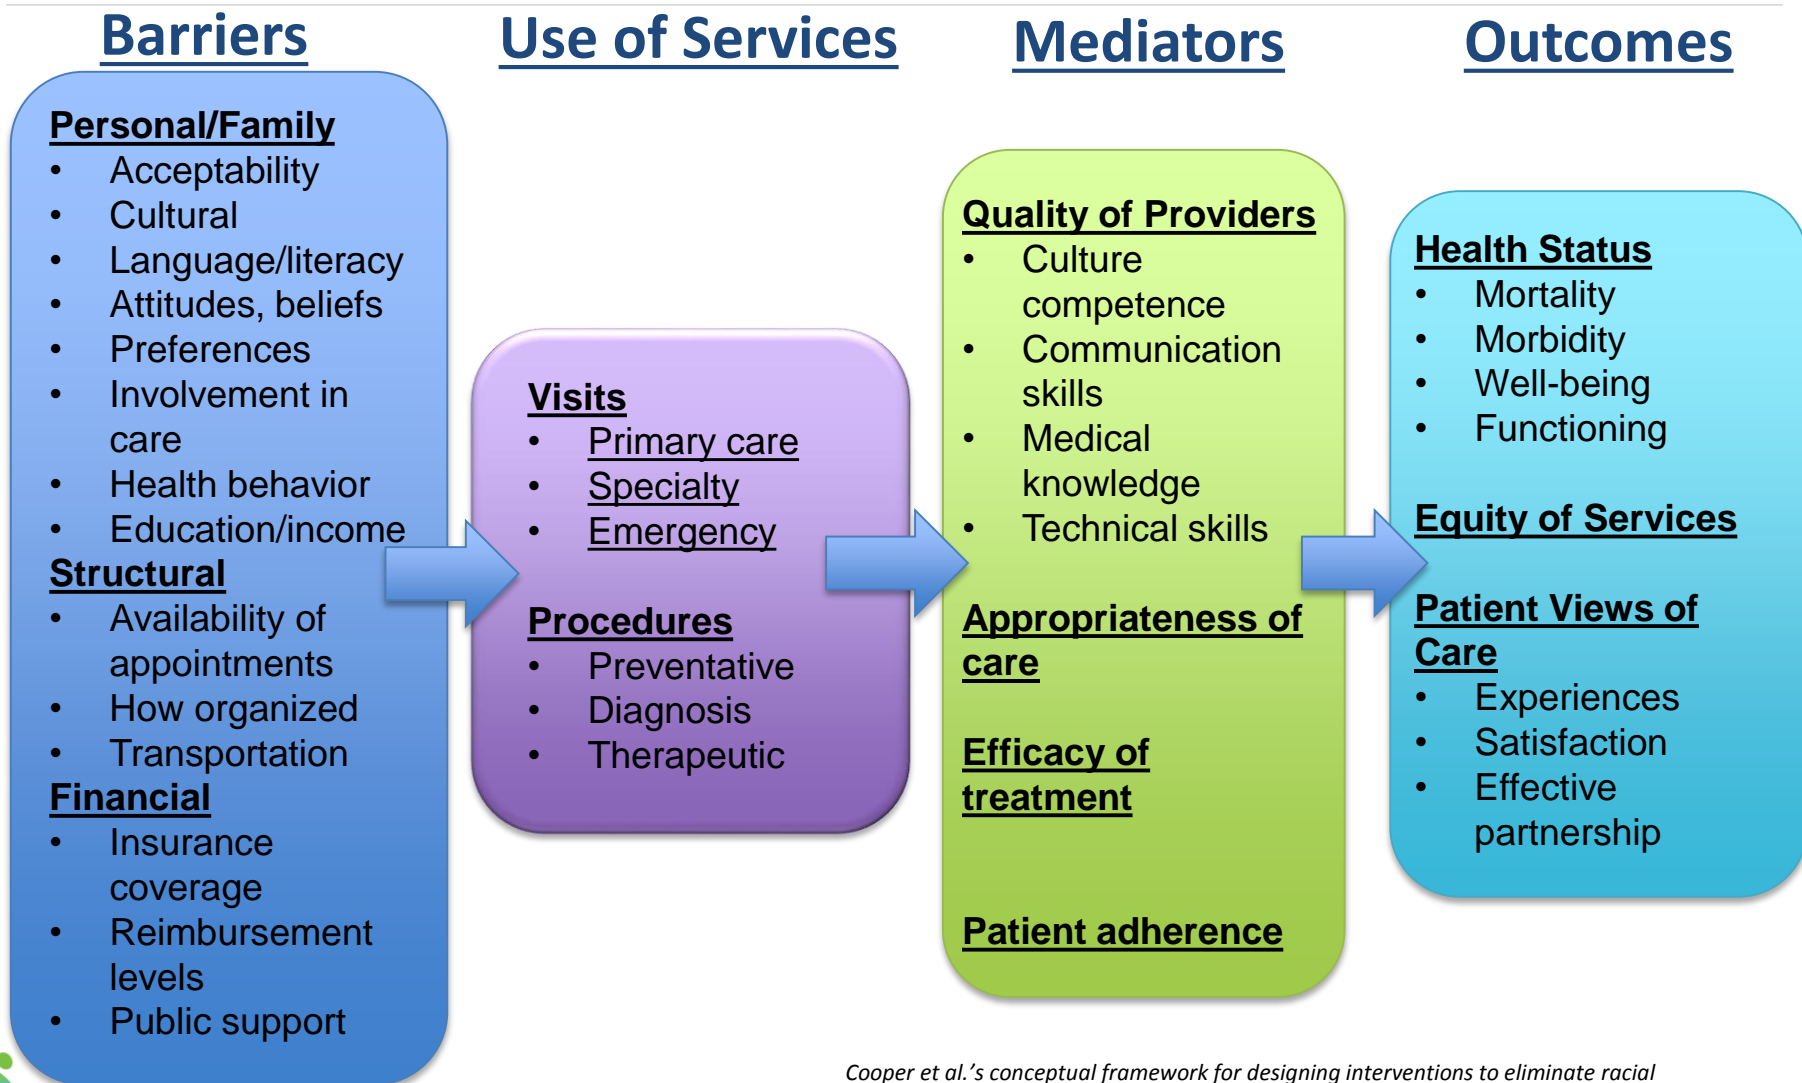 Barriers
Personal/Family
• Acceptability
• Cultural
• Language/literacy
• Attitudes, beliefs
• Preferences
• Involvement in
care
• Health behavior
• Education/income
Structural
• Availability of
appointments
• How organized
• Transportation
Financial
• Insurance
coverage
• Reimbursement
levels
• Public support
Use of Services
Visits
• Primary care
• Specialty
• Emergency
Procedures
• Preventative
• Diagnosis
• Therapeutic
Mediators
Quality of Providers
• Culture
competence
• Communication
skills
• Medical
knowledge
• Technical skills
Appropriateness of
care
Efficacy of
treatment
Patient adherence
Outcomes
Health Status
• Mortality
• Morbidity
• Well-being
• Functioning
Equity of Services
Patient Views of
Care
• Experiences
• Satisfaction
• Effective
partnership
Cooper et al.'s conceptual framework for designing interventions to eliminate racial